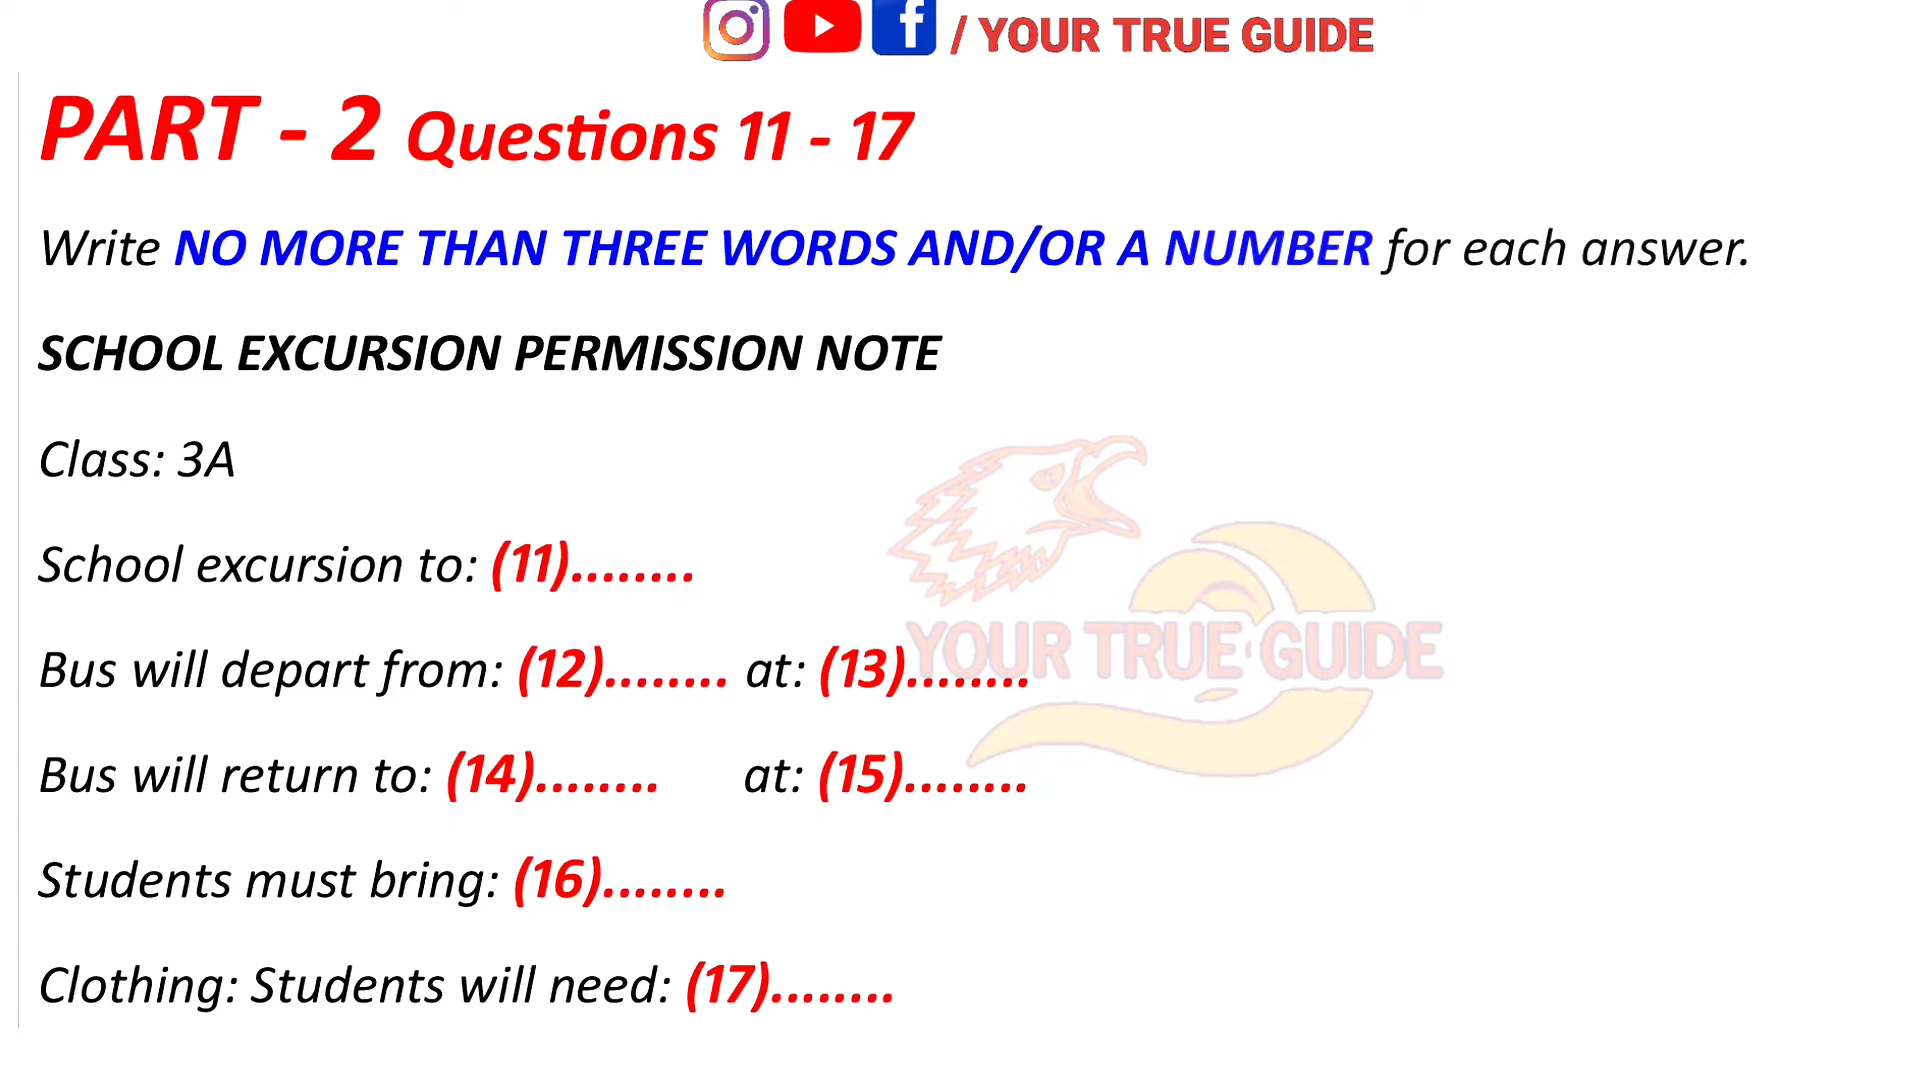 / YOUR TRUE GUIDE
PART - 2 Questions 11 - 17
Write NO MORE THAN THREE WORDS AND/OR A NUMBER for each answer.
SCHOOL EXCURSION PERMISSION NOTE
Class: 3A
School excursion to: (11)........
Bus will depart from: (12)........ at: (13)........
YOUR TRUE GUIDE
Bus will return to: (14)........ at: (15)........
Students must bring: (16)........
Clothing: Students will need: (17)........